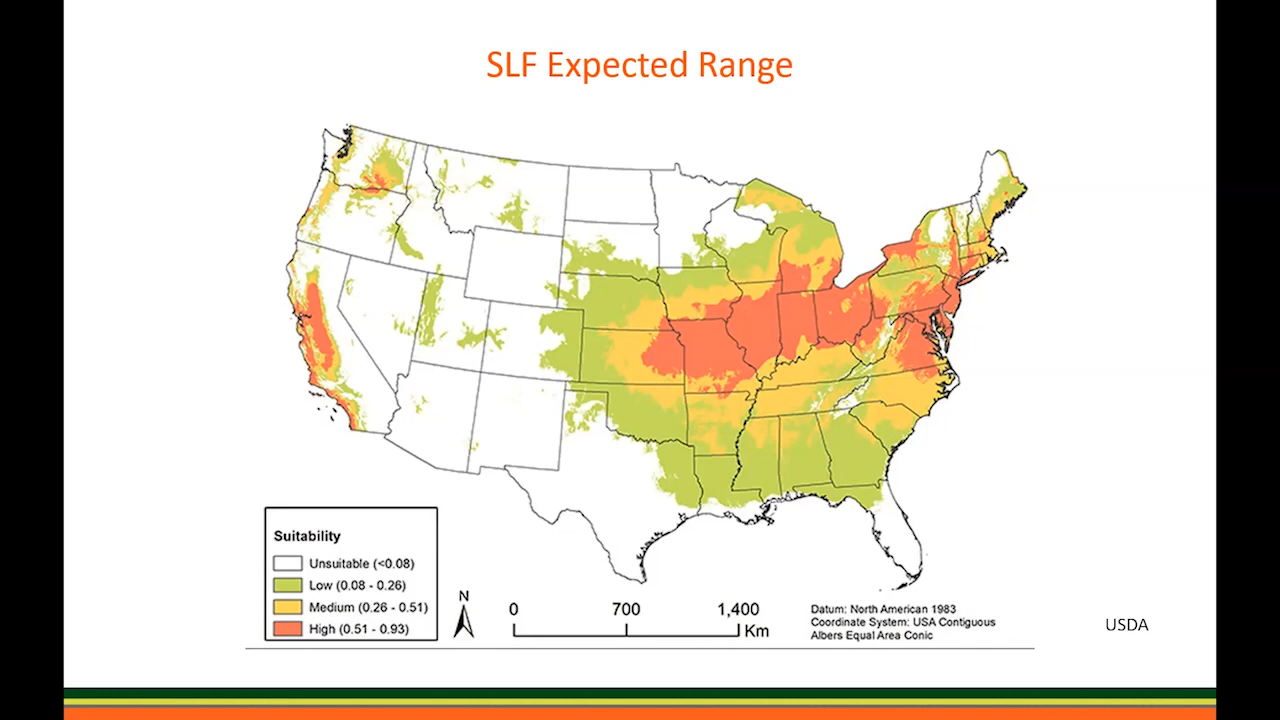 SLF Expected Range
Suitability
Unsuitable (<0.08)
Low (0.08 - 0.26)
Medium (0.26 - 0.51)
High (0.51 - 0.93)
N
0 700 1,400
Km
Datum: North American 1983
Coordinate System: USA Contiguous
Albers Equal Area Conic
USDA